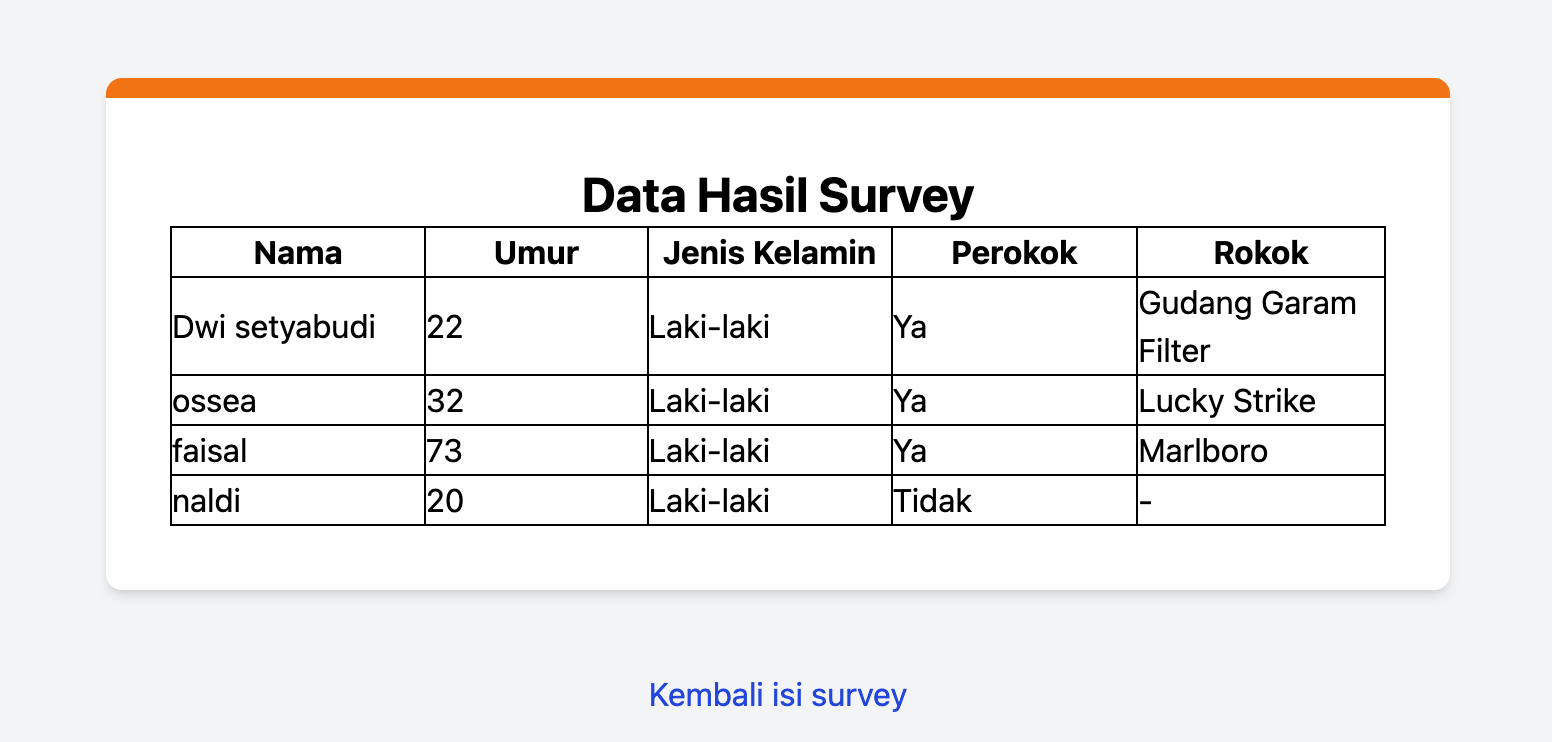 Data Hasil Survey
Nama Umur Jenis Kelamin Perokok Rokok
Dwi setyabudi 22 Laki-laki Ya Gudang Garam
Filter
ossea 32 Laki-laki Ya Lucky Strike
faisal 73 Laki-laki Ya Marlboro
naldi 20 Laki-laki Tidak -
Kembali isi survey